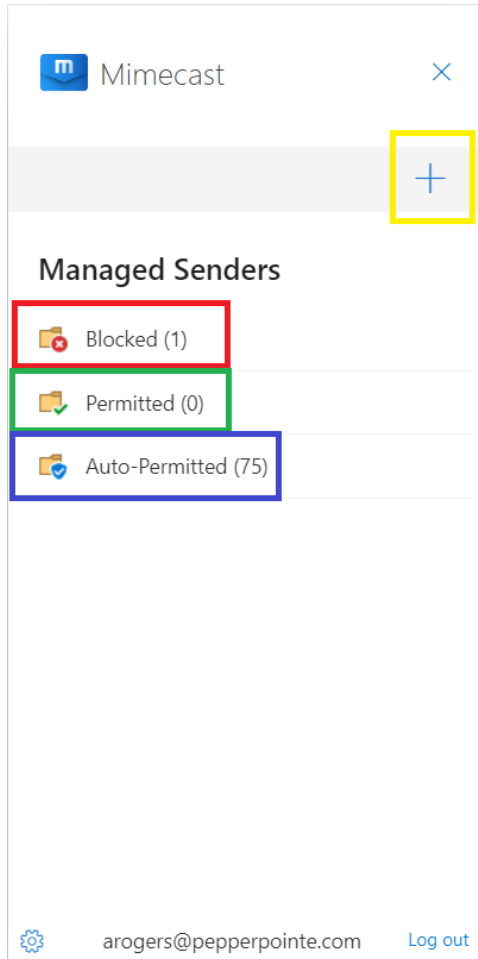 m Mimecast
Managed Senders
Blocked (1)
Permitted (0)
Auto-Permitted (75)
arogers@pepperpointe.com Log out